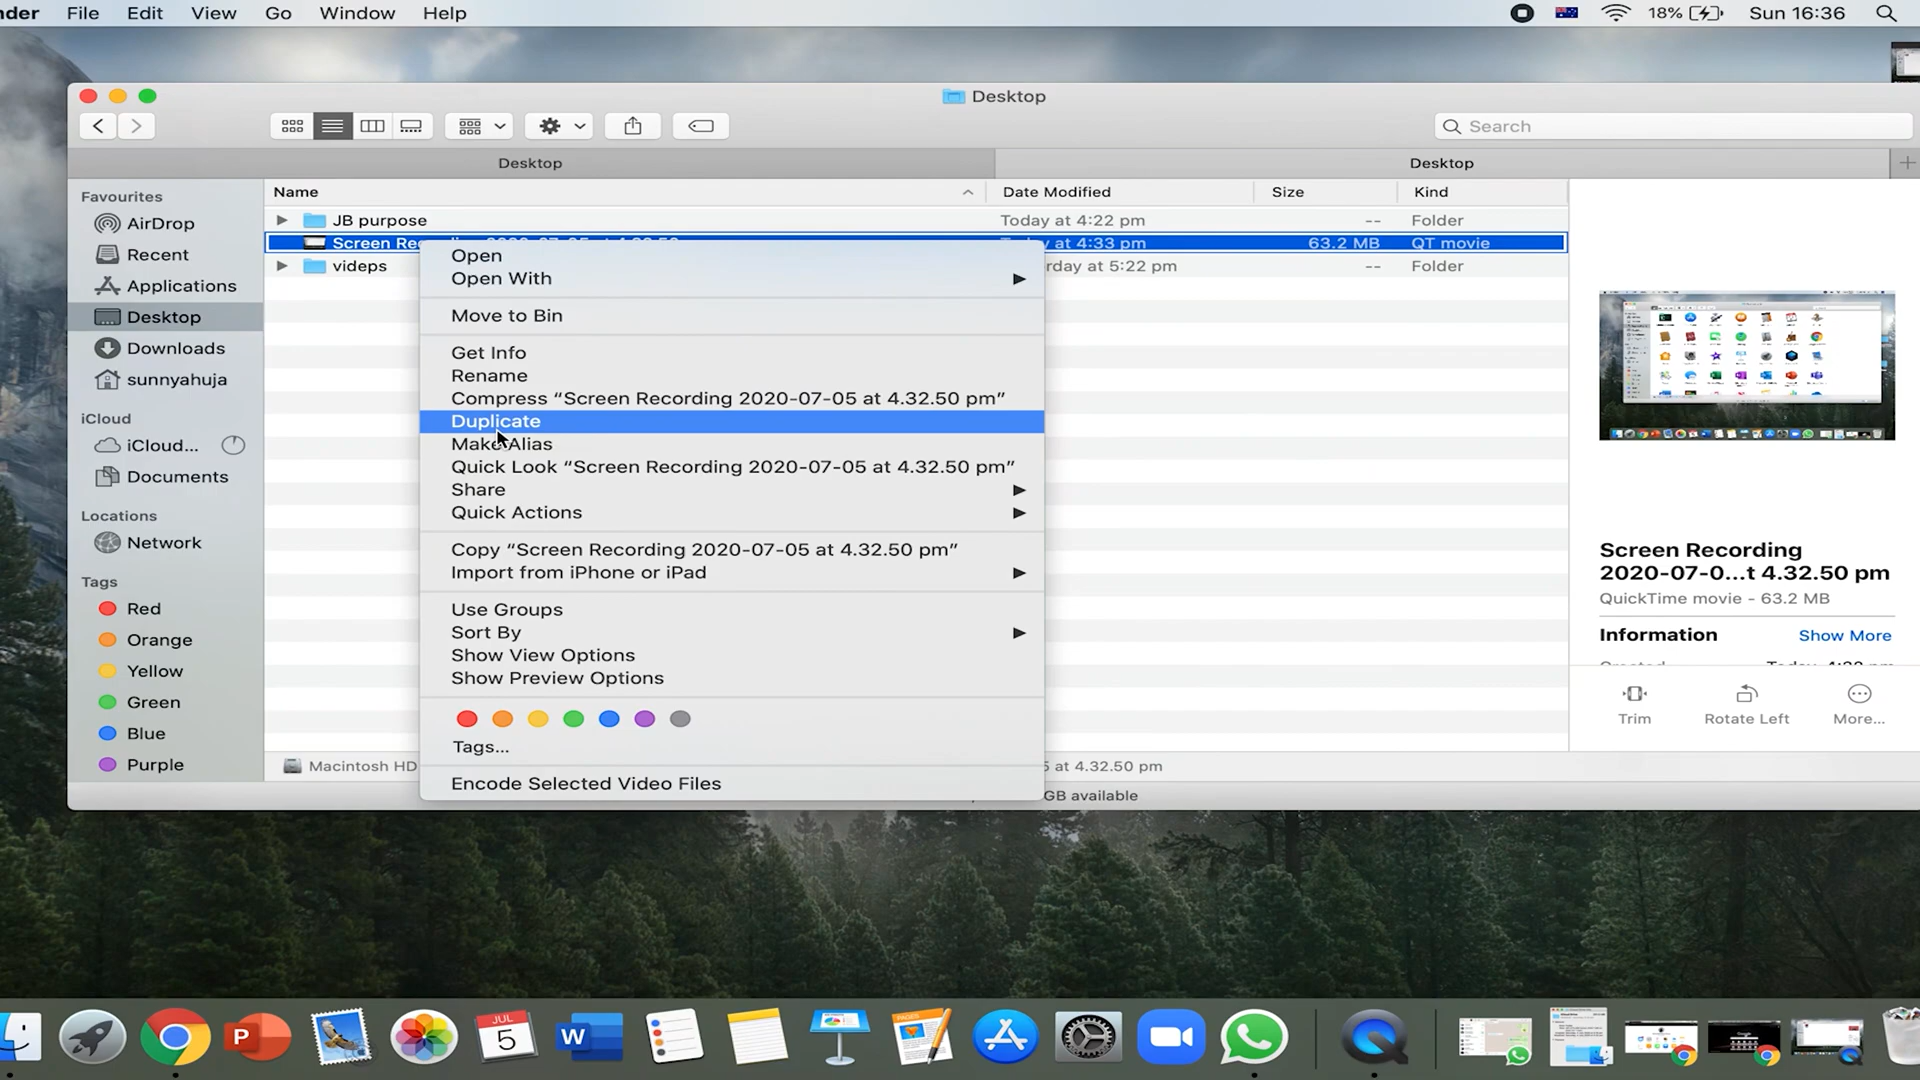 nder File Edit View Go Window Help 18% Sun 16:36
Desktop
Search
Desktop Desktop
Favourites
AirDrop
Recent
Applications
Desktop
Downloads
sunnyahuja
iCloud
iCloud...
Documents
Locations
Network
Tags
Red
Orange
Yellow
Green
Blue
Purple
Name Date Modified Size Kind
JB purpose Today at 4:22 pm -- Folder
Screen Re at 4:33 pm 63.2 MB QT movie
videps rday at 5:22 pm -- Folder
Open
Open With
Move to Bin
Get Info
Rename
Compress “Screen Recording 2020-07-05 at 4.32.50 pm”
Duplicate
Make Alias
Quick Look “Screen Recording 2020-07-05 at 4.32.50 pm”
Share
Quick Actions
Copy “Screen Recording 2020-07-05 at 4.32.50 pm”
Import from iPhone or iPad
Use Groups
Sort By
Show View Options
Show Preview Options
Tags...
Encode Selected Video Files
Macintosh HD 5 at 4.32.50 pm
GB available
Screen Recording
2020-07-0...t 4.32.50 pm
QuickTime movie - 63.2 MB
Information Show More
Trim Rotate Left More...
JUL
5
P
W
PAGES